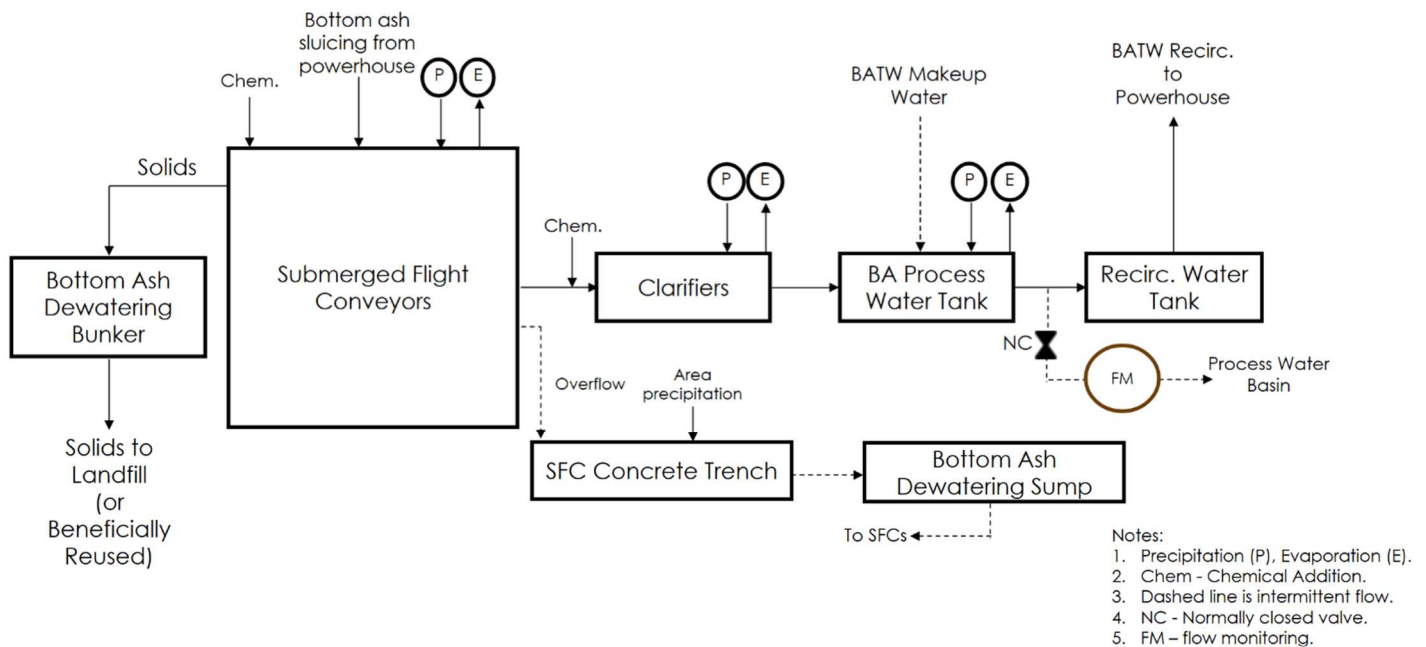 Bottom ash
sluicing from
powerhouse
Chem.
P
E
BATW Makeup
Water
BATW Recirc.
to
Powerhouse
Solids
P
E
P
E
Chem.
Bottom Ash
Dewatering
Bunker
Submerged Flight
Conveyors
Clarifiers
BA Process
Water Tank
Recirc. Water
Tank
NC
FM
Process Water
Basin
Overflow
Area
precipitation
Solids to
Landfill
(or
Beneficially
Reused)
SFC Concrete Trench
Bottom Ash
Dewatering Sump
To SFCs
Notes:
1. Precipitation (P), Evaporation (E).
2. Chem - Chemical Addition.
3. Dashed line is intermittent flow.
4. NC - Normally closed valve.
5. FM – flow monitoring.